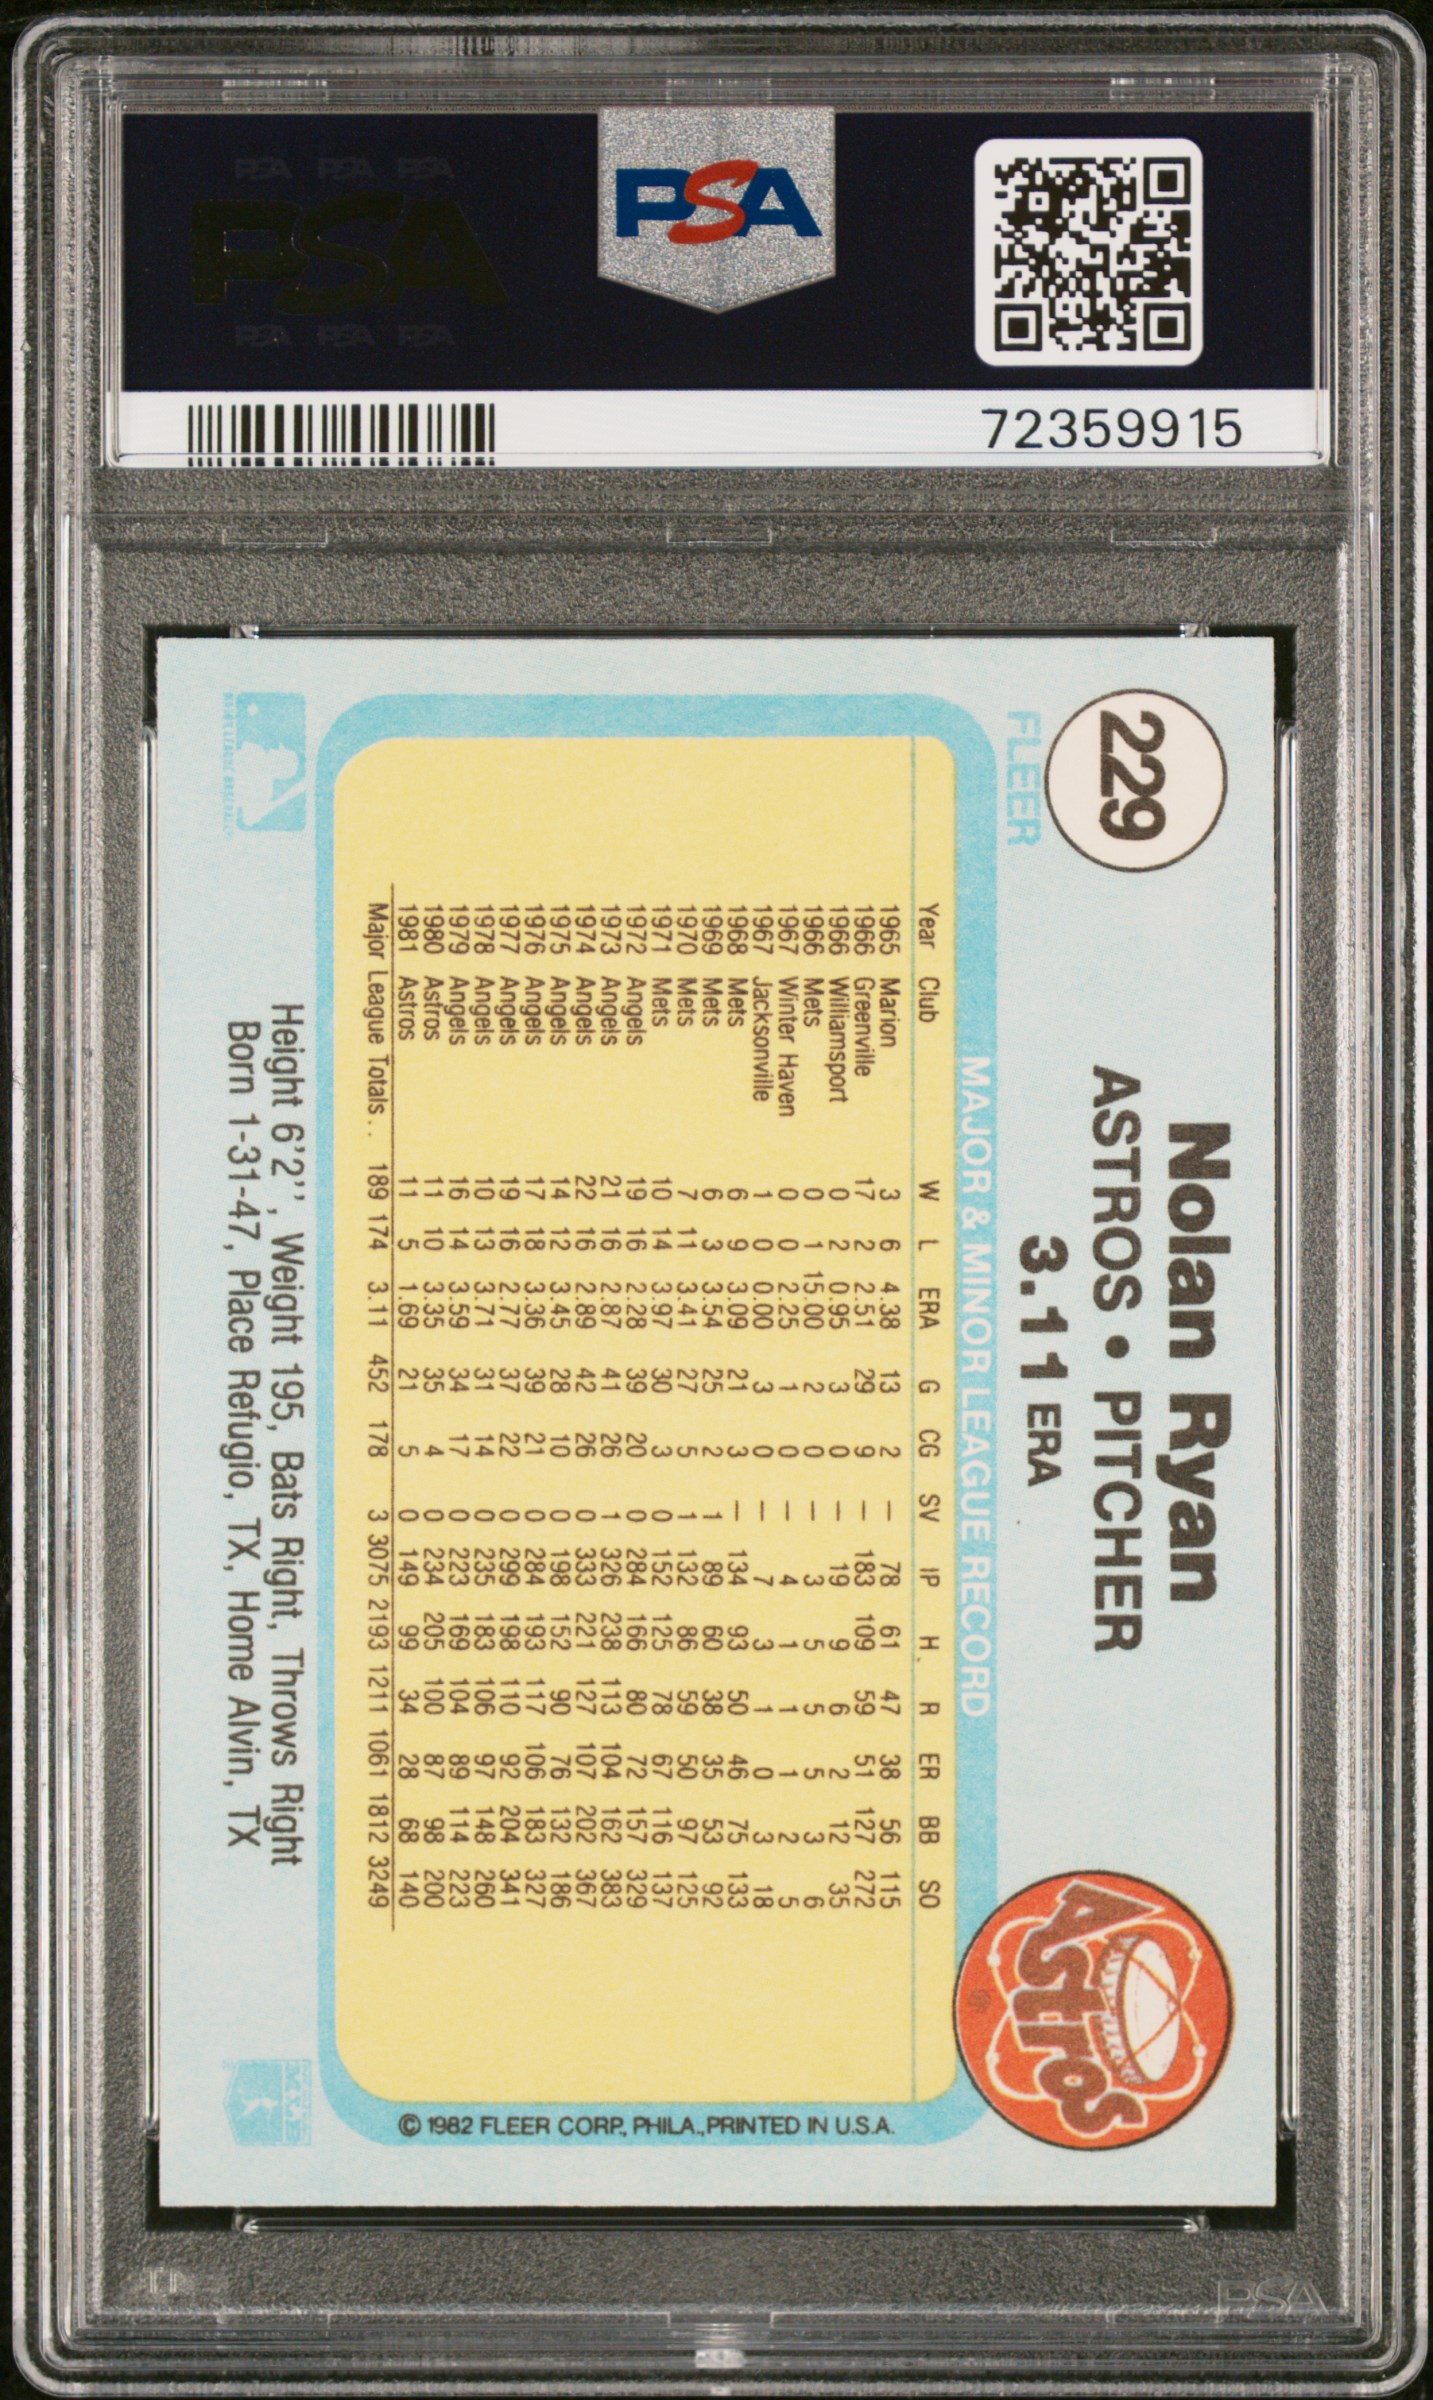 PSA PSA PSA
PSA
PSA PSA PSA
PSA
72359915
229
FLEER
Nolan Ryan
ASTROS • PITCHER
3.11 ERA
Astros
MAJOR & MINOR LEAGUE RECORD
Year Club W L ERA G CG SV IP H. R ER BB SO
1965 Marion 3 6 4.38 13 2 — 78 61 47 38 56 115
1966 Greenville 17 2 2.51 29 9 — 183 109 59 51 127 272
1966 Williamsport 0 2 0.95 3 0 — 19 9 6 2 12 35
1966 Mets 0 1 15.00 2 0 — 3 5 5 5 3 6
1967 Winter Haven 0 0 2.25 1 0 — 4 1 1 1 2 5
1967 Jacksonville 1 0 0.00 3 0 — 7 3 1 0 3 18
1968 Mets 6 9 3.09 21 3 — 134 93 50 46 75 133
1969 Mets 6 3 3.54 25 2 1 89 60 38 35 53 92
1970 Mets 7 11 3.41 27 5 1 132 86 59 50 97 125
1971 Mets 10 14 3.97 30 3 0 152 125 78 67 116 137
1972 Angels 19 16 2.28 39 20 0 284 166 80 72 157 329
1973 Angels 21 16 2.87 41 26 1 326 238 113 104 162 383
1974 Angels 22 16 2.89 42 26 0 333 221 127 107 202 367
1975 Angels 14 12 3.45 28 10 0 198 152 90 76 132 186
1976 Angels 17 18 3.36 39 21 0 284 193 117 106 183 327
1977 Angels 19 16 2.77 37 22 0 299 198 110 92 204 341
1978 Angels 10 13 3.71 31 14 0 235 183 106 97 148 260
1979 Angels 16 14 3.59 34 17 0 223 169 104 89 114 223
1980 Astros 11 10 3.35 35 4 0 234 205 100 87 98 200
1981 Astros 11 5 1.69 21 5 0 149 99 34 28 68 140
Major League Totals... 189 174 3.11 452 178 3 3075 2193 1211 1061 1812 3249
© 1982 FLEER CORP., PHILA., PRINTED IN U.S.A.
Height 6'2'', Weight 195, Bats Right, Throws Right
Born 1-31-47, Place Refugio, TX, Home Alvin, TX
PSA